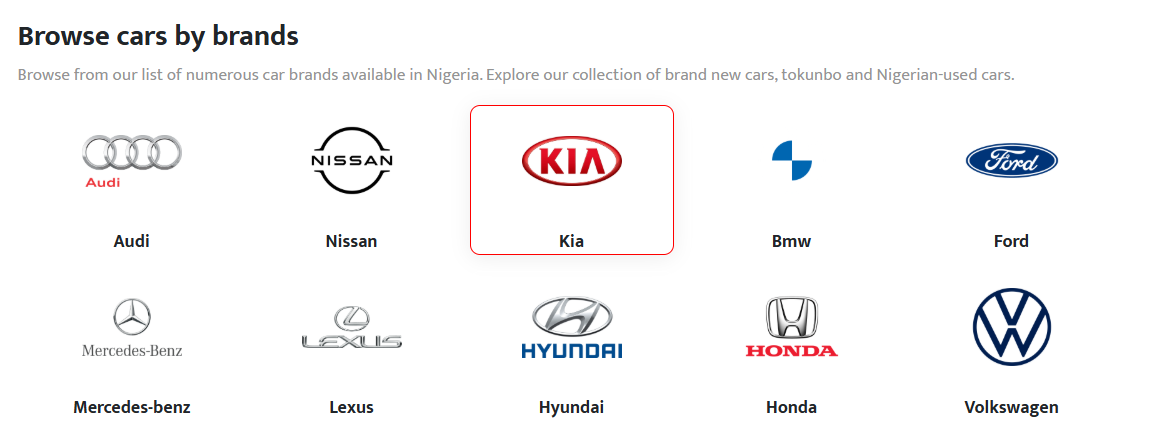 Browse cars by brands
Browse from our list of numerous car brands available in Nigeria. Explore our collection of brand new cars, tokunbo and Nigerian-used cars.
Audi
NISSAN
KIA
Ford
Audi Nissan Kia Bmw Ford
Mercedes-Benz
LEXUS
HYUNDAI
HONDA
Mercedes-benz Lexus Hyundai Honda Volkswagen